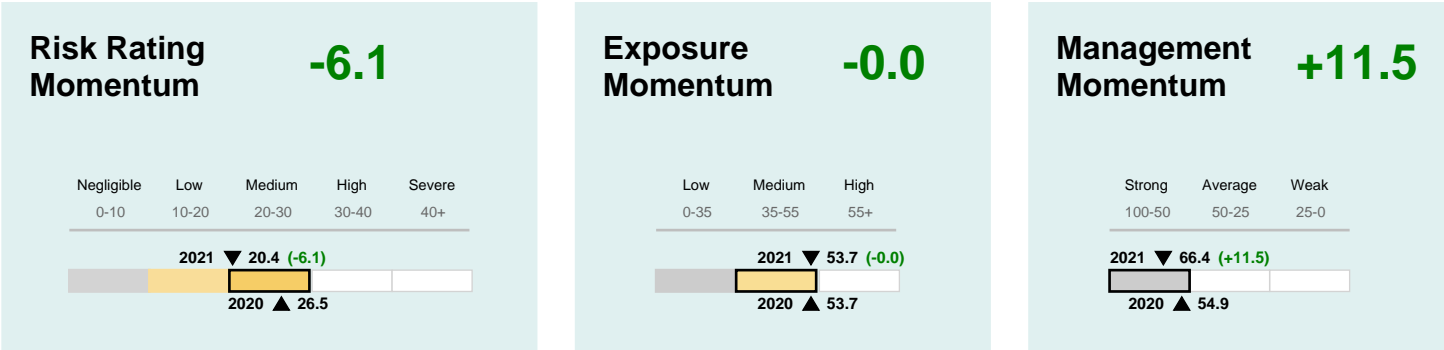 Risk Rating
Momentum
-6.1
Negligible Low Medium High Severe
0-10 10-20 20-30 30-40 40+
2021 ▼ 20.4 (-6.1)
2020 ▲ 26.5
Exposure
Momentum
-0.0
Low Medium High
0-35 35-55 55+
2021 ▼ 53.7 (-0.0)
2020 ▲ 53.7
Management
Momentum
+11.5
Strong Average Weak
100-50 50-25 25-0
2021 ▼ 66.4 (+11.5)
2020 ▲ 54.9